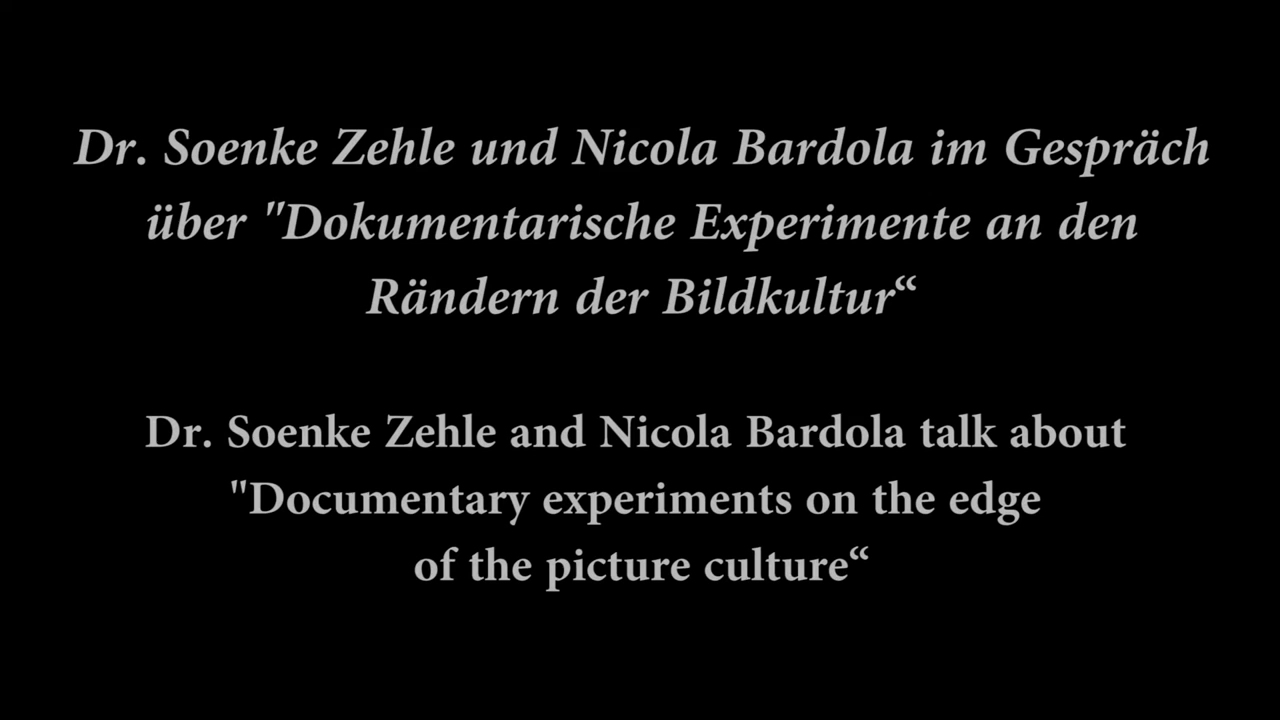 Dr. Soenke Zehle und Nicola Bardola im Gespräch
über "Dokumentarische Experimente an den
Rändern der Bildkultur“
Dr. Soenke Zehle and Nicola Bardola talk about
"Documentary experiments on the edge
of the picture culture“